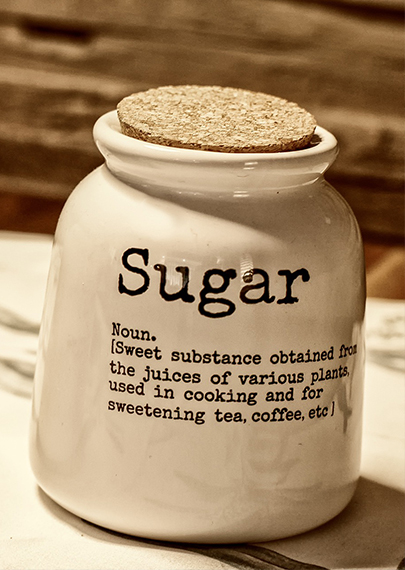 Sugar
Noun.
[Sweet substance obtained from
the juices of various plants,
used in cooking and for
sweetening tea, coffee, etc]